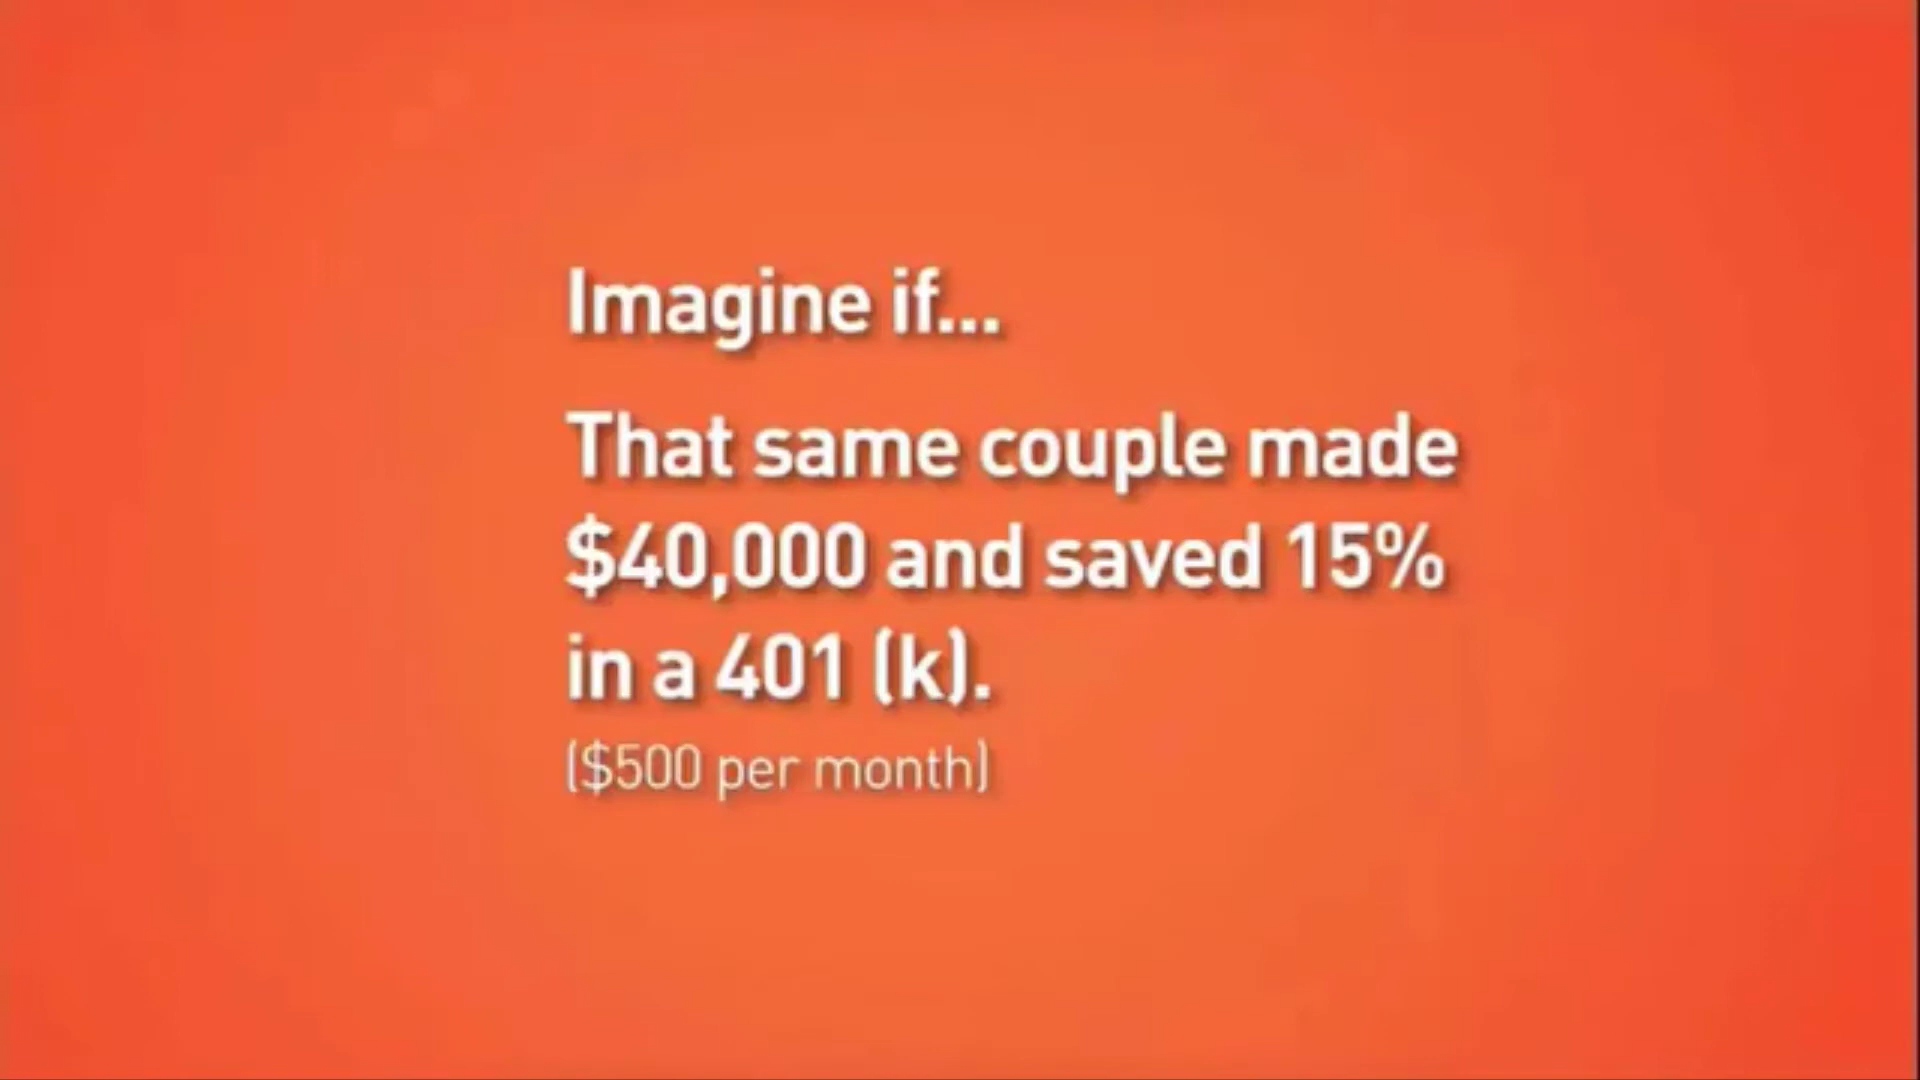 Imagine if...
That same couple made
$40,000 and saved 15%
in a 401 (k).
($500 per month)